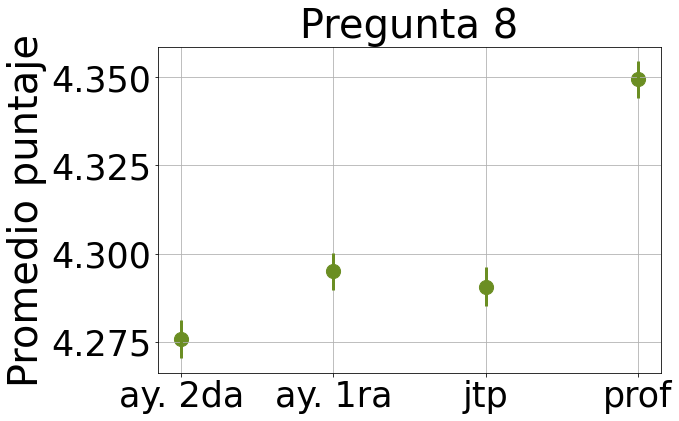 Pregunta 8
Promedio puntaje
4.350
4.325
4.300
4.275
ay. 2da
ay. 1ra
jtp
prof